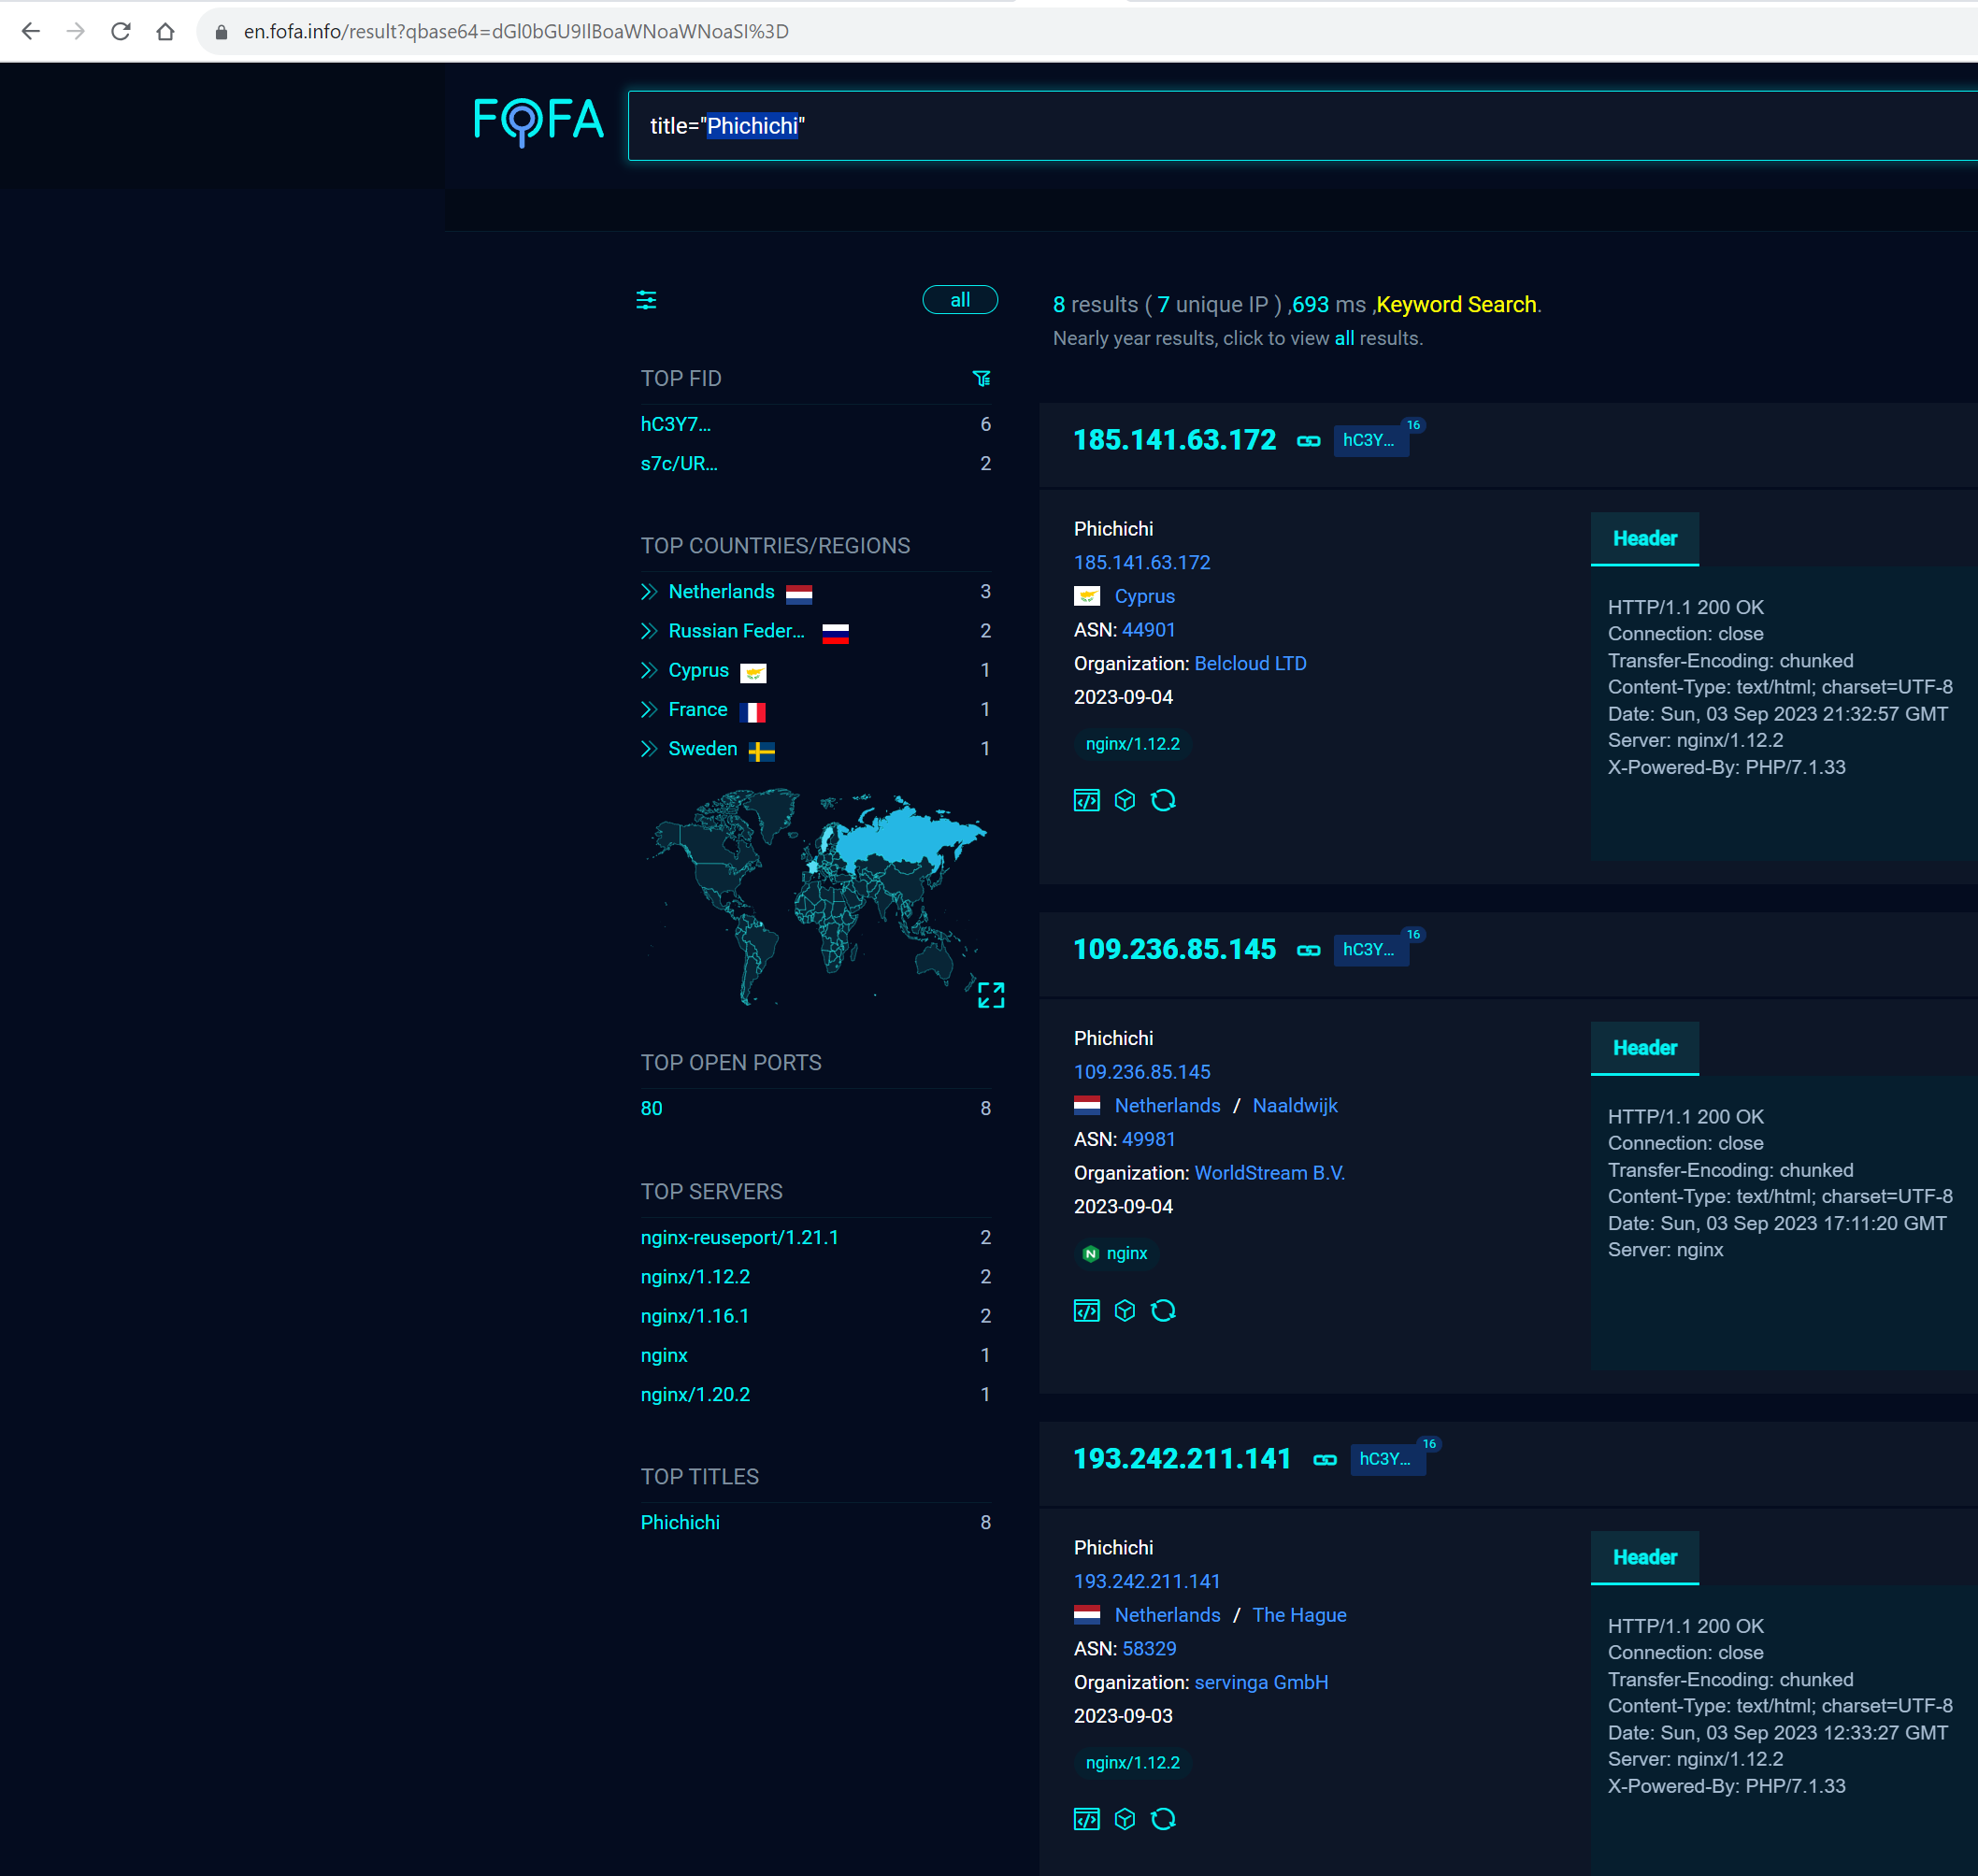 en.fofa.info/result?qbase64=dGl0bGU9IlBoaWNoaWNoaSI%3D
FOFA
title="Phichichi"
all
8 results ( 7 unique IP ) ,693 ms ,Keyword Search.
Nearly year results, click to view all results.
TOP FID
hC3Y7... 6
s7c/UR... 2
TOP COUNTRIES/REGIONS
Netherlands 3
Russian Feder... 2
Cyprus 1
France 1
Sweden 1
TOP OPEN PORTS
80 8
TOP SERVERS
nginx-reuseport/1.21.1 2
nginx/1.12.2 2
nginx/1.16.1 2
nginx 1
nginx/1.20.2 1
TOP TITLES
Phichichi 8
185.141.63.172 hC3Y... 16
Phichichi
185.141.63.172
Cyprus
ASN: 44901
Organization: Belcloud LTD
2023-09-04
nginx/1.12.2
Header
HTTP/1.1 200 OK
Connection: close
Transfer-Encoding: chunked
Content-Type: text/html; charset=UTF-8
Date: Sun, 03 Sep 2023 21:32:57 GMT
Server: nginx/1.12.2
X-Powered-By: PHP/7.1.33
109.236.85.145 hC3Y... 16
Phichichi
109.236.85.145
Netherlands / Naaldwijk
ASN: 49981
Organization: WorldStream B.V.
2023-09-04
nginx
Header
HTTP/1.1 200 OK
Connection: close
Transfer-Encoding: chunked
Content-Type: text/html; charset=UTF-8
Date: Sun, 03 Sep 2023 17:11:20 GMT
Server: nginx
193.242.211.141 hC3Y... 16
Phichichi
193.242.211.141
Netherlands / The Hague
ASN: 58329
Organization: servinga GmbH
2023-09-03
nginx/1.12.2
Header
HTTP/1.1 200 OK
Connection: close
Transfer-Encoding: chunked
Content-Type: text/html; charset=UTF-8
Date: Sun, 03 Sep 2023 12:33:27 GMT
Server: nginx/1.12.2
X-Powered-By: PHP/7.1.33